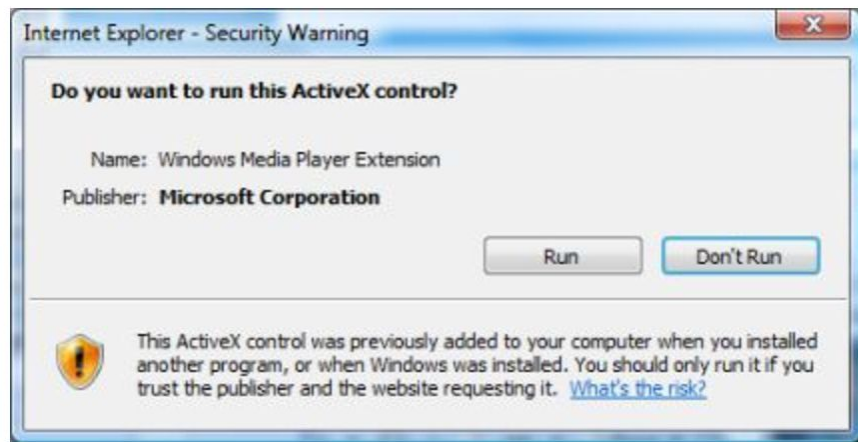 Internet Explorer - Security Warning
Do you want to run this ActiveX control?
Name: Windows Media Player Extension
Publisher: Microsoft Corporation
Run Don't Run
This ActiveX control was previously added to your computer when you installed
another program, or when Windows was installed. You should only run it if you
trust the publisher and the website requesting it. What's the risk?